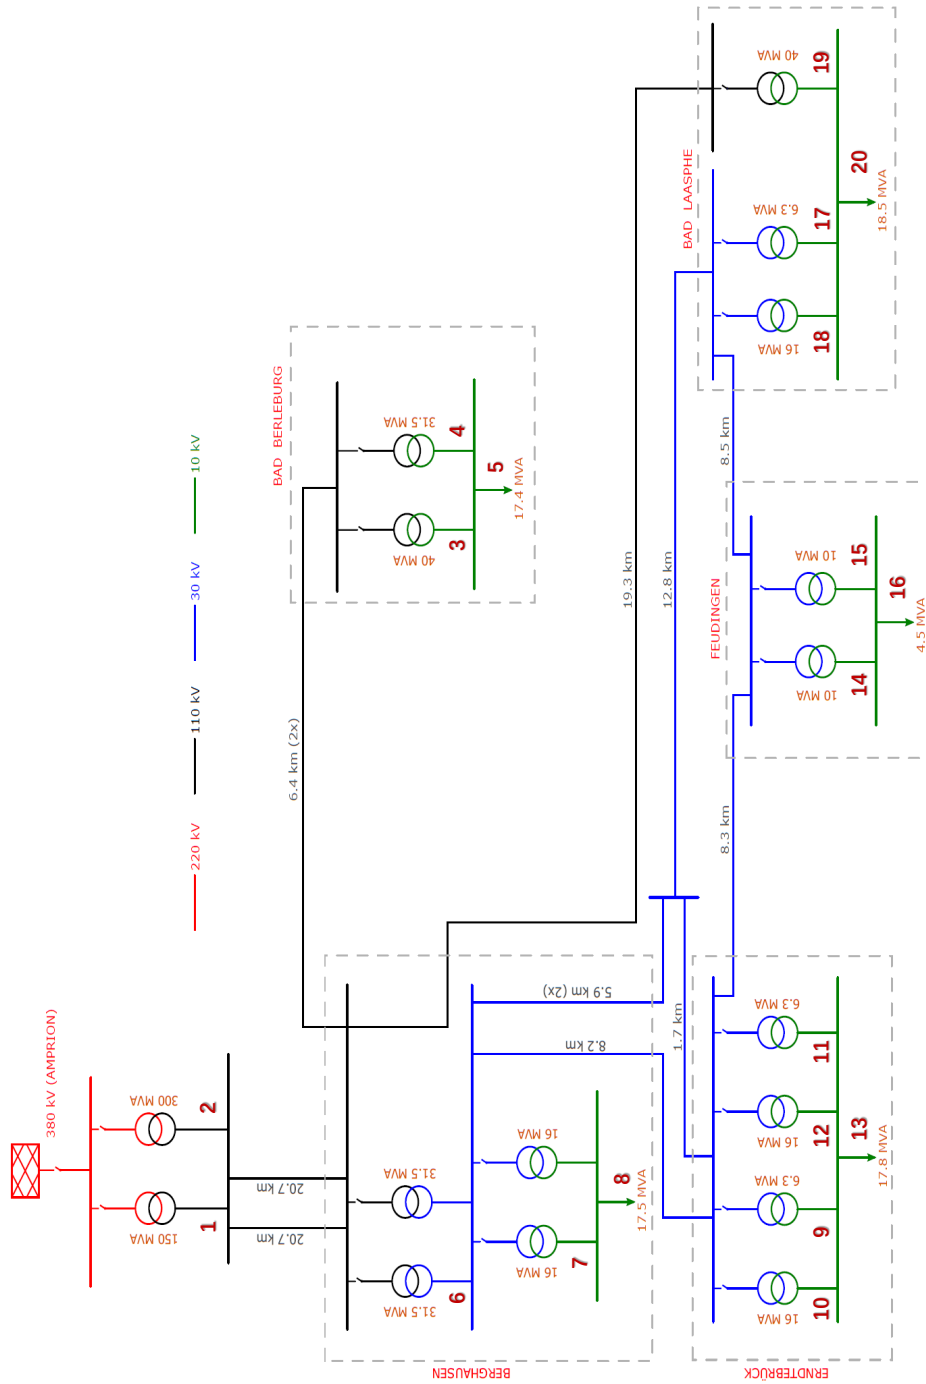 380 kV (AMPRION)
150 MVA
300 MVA
1
2
20.7 km
20.7 km
220 kV
110 kV
30 kV
10 kV
BAD BERLEBURG
40 MVA
31.5 MVA
3
4
5
17.4 MVA
6.4 km (2x)
BERGHAUSEN
31.5 MVA
31.5 MVA
6
16 MVA
16 MVA
7
8
17.5 MVA
5.9 km (2x)
8.2 km
1.7 km
19.3 km
12.8 km
ERNDTEBRÜCK
16 MVA
6.3 MVA
16 MVA
6.3 MVA
10
9
12
11
13
17.8 MVA
8.3 km
FEUDINGEN
10 MVA
10 MVA
14
15
16
4.5 MVA
8.5 km
BAD LAASPHE
16 MVA
6.3 MVA
40 MVA
18
17
19
20
18.5 MVA